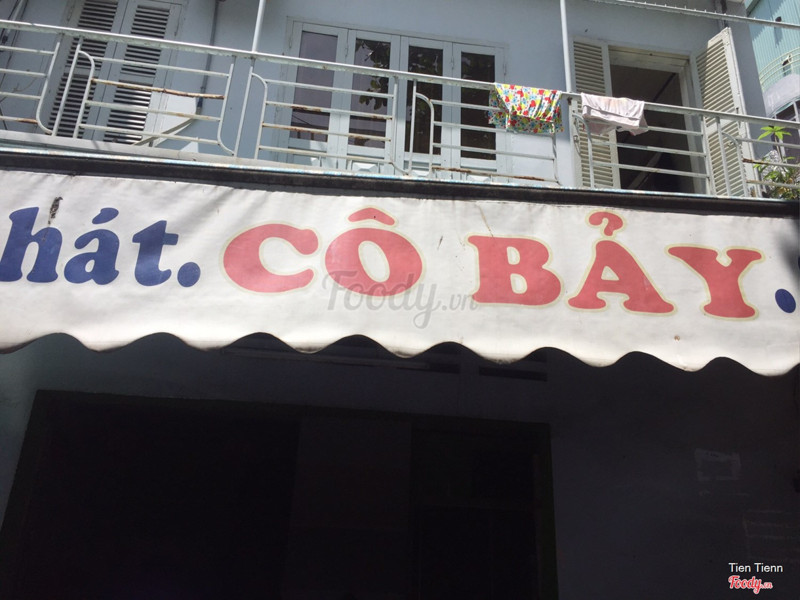 hát. CÔ BẢY.
Foody.vn
Tien Tienn
Foody.vn